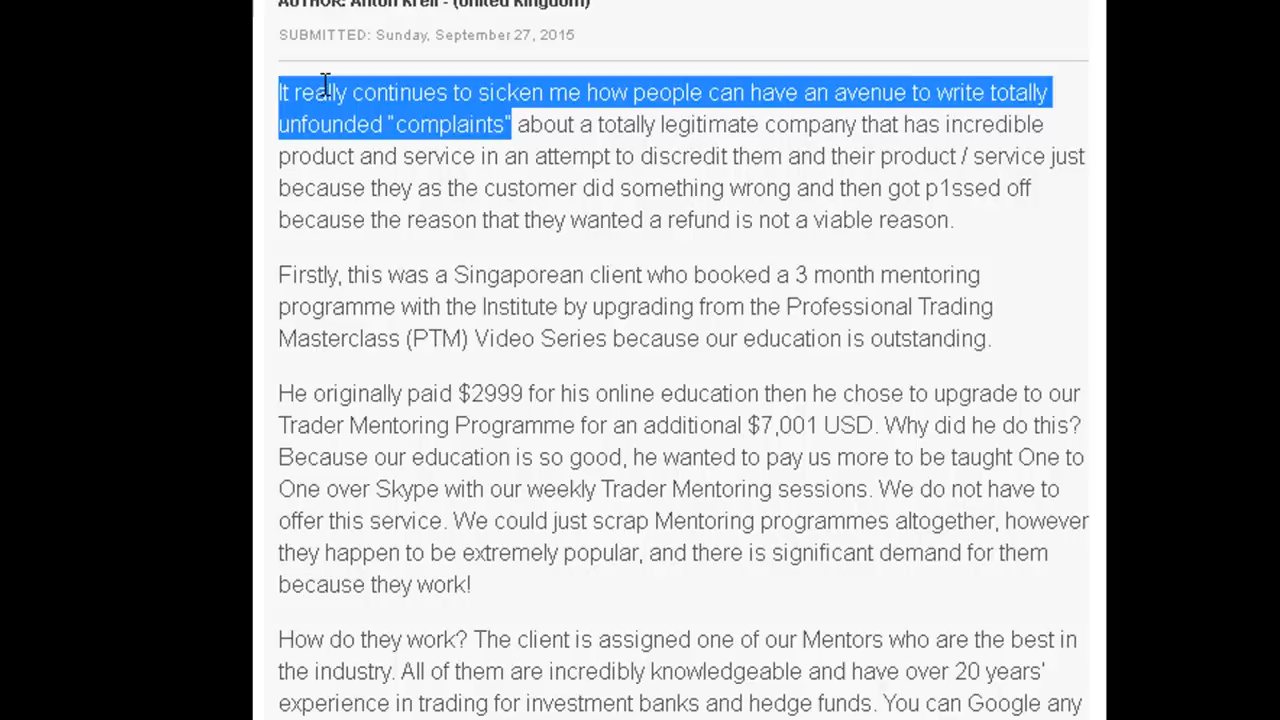 AUTHOR: Anton Kreil - (United Kingdom)
SUBMITTED: Sunday, September 27, 2015
It really continues to sicken me how people can have an avenue to write totally
unfounded "complaints" about a totally legitimate company that has incredible
product and service in an attempt to discredit them and their product / service just
because they as the customer did something wrong and then got p1ssed off
because the reason that they wanted a refund is not a viable reason.
Firstly, this was a Singaporean client who booked a 3 month mentoring
programme with the Institute by upgrading from the Professional Trading
Masterclass (PTM) Video Series because our education is outstanding.
He originally paid $2999 for his online education then he chose to upgrade to our
Trader Mentoring Programme for an additional $7,001 USD. Why did he do this?
Because our education is so good, he wanted to pay us more to be taught One to
One over Skype with our weekly Trader Mentoring sessions. We do not have to
offer this service. We could just scrap Mentoring programmes altogether, however
they happen to be extremely popular, and there is significant demand for them
because they work!
How do they work? The client is assigned one of our Mentors who are the best in
the industry. All of them are incredibly knowledgeable and have over 20 years'
experience in trading for investment banks and hedge funds. You can Google any